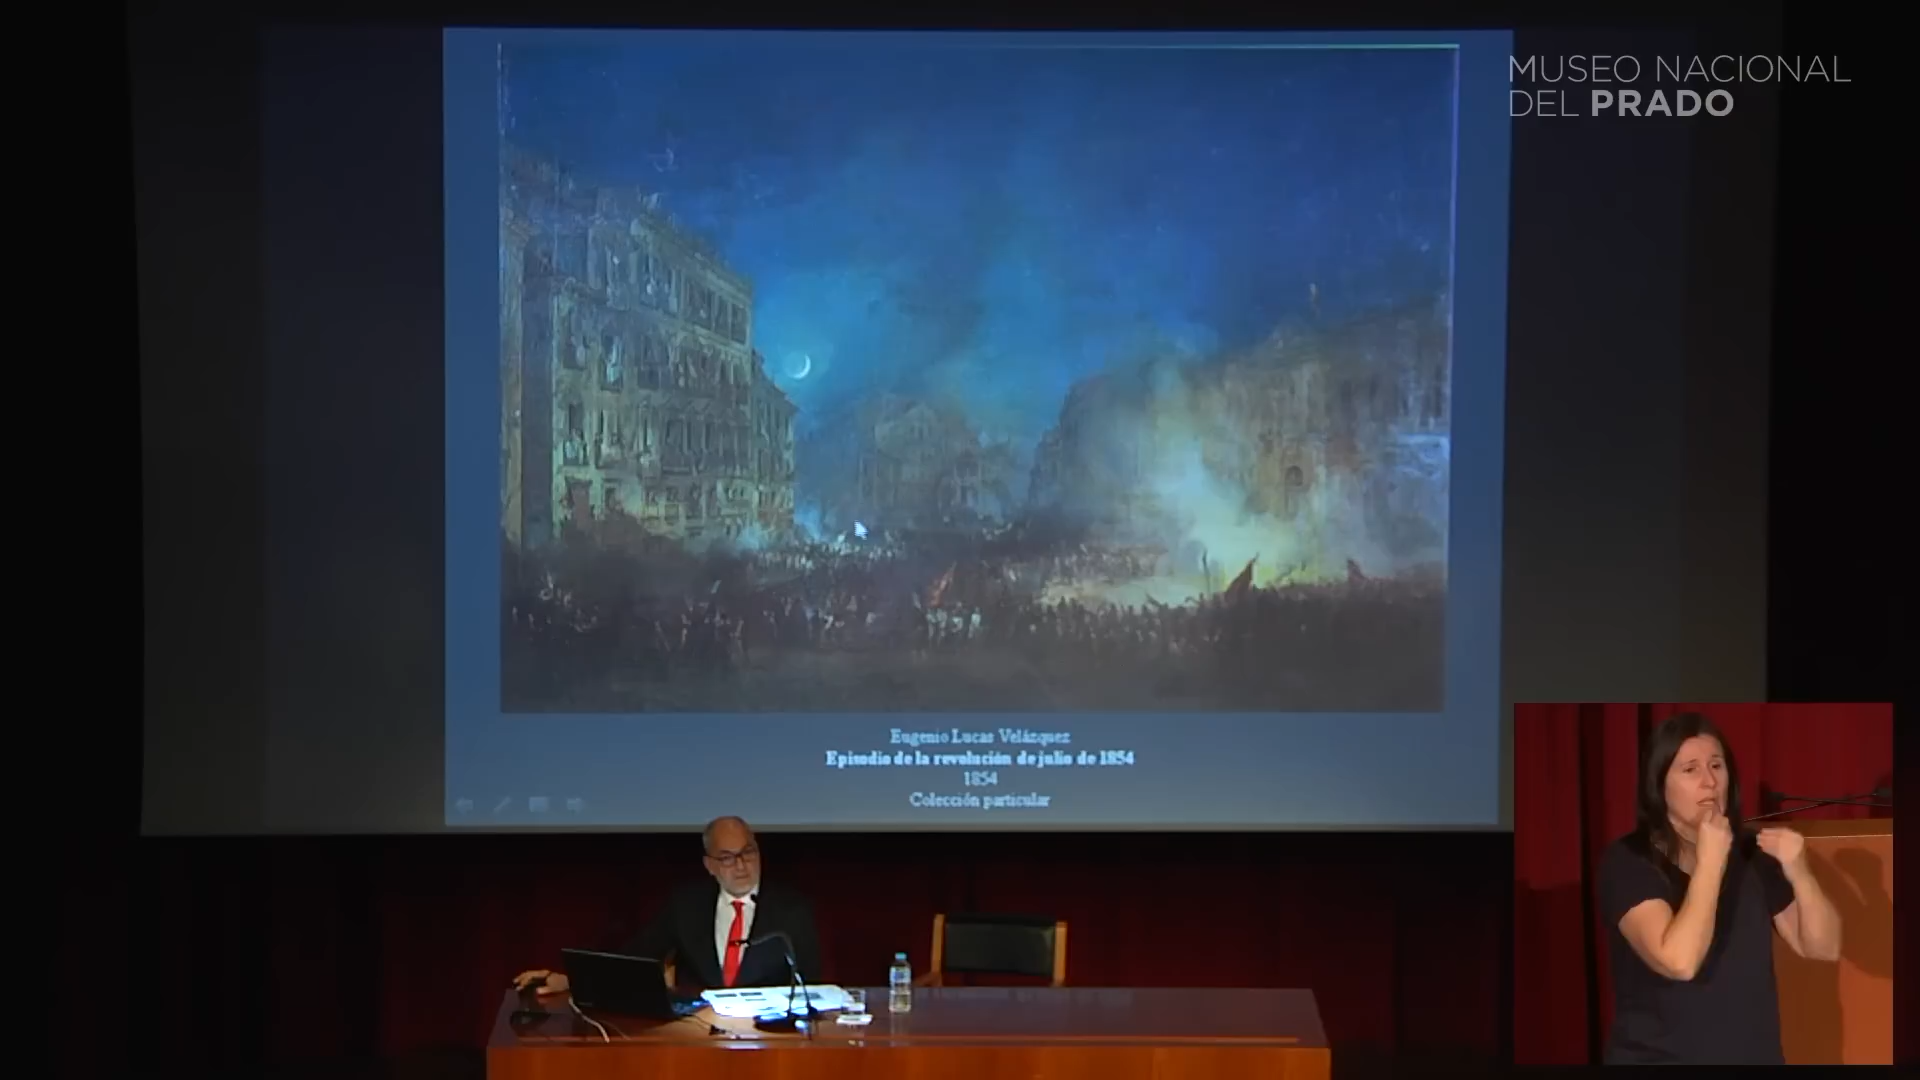 MUSEO NACIONAL
DEL PRADO
Eugenio Lucas Velázquez
Episodio de la revolución de julio de 1854
1854
Colección particular